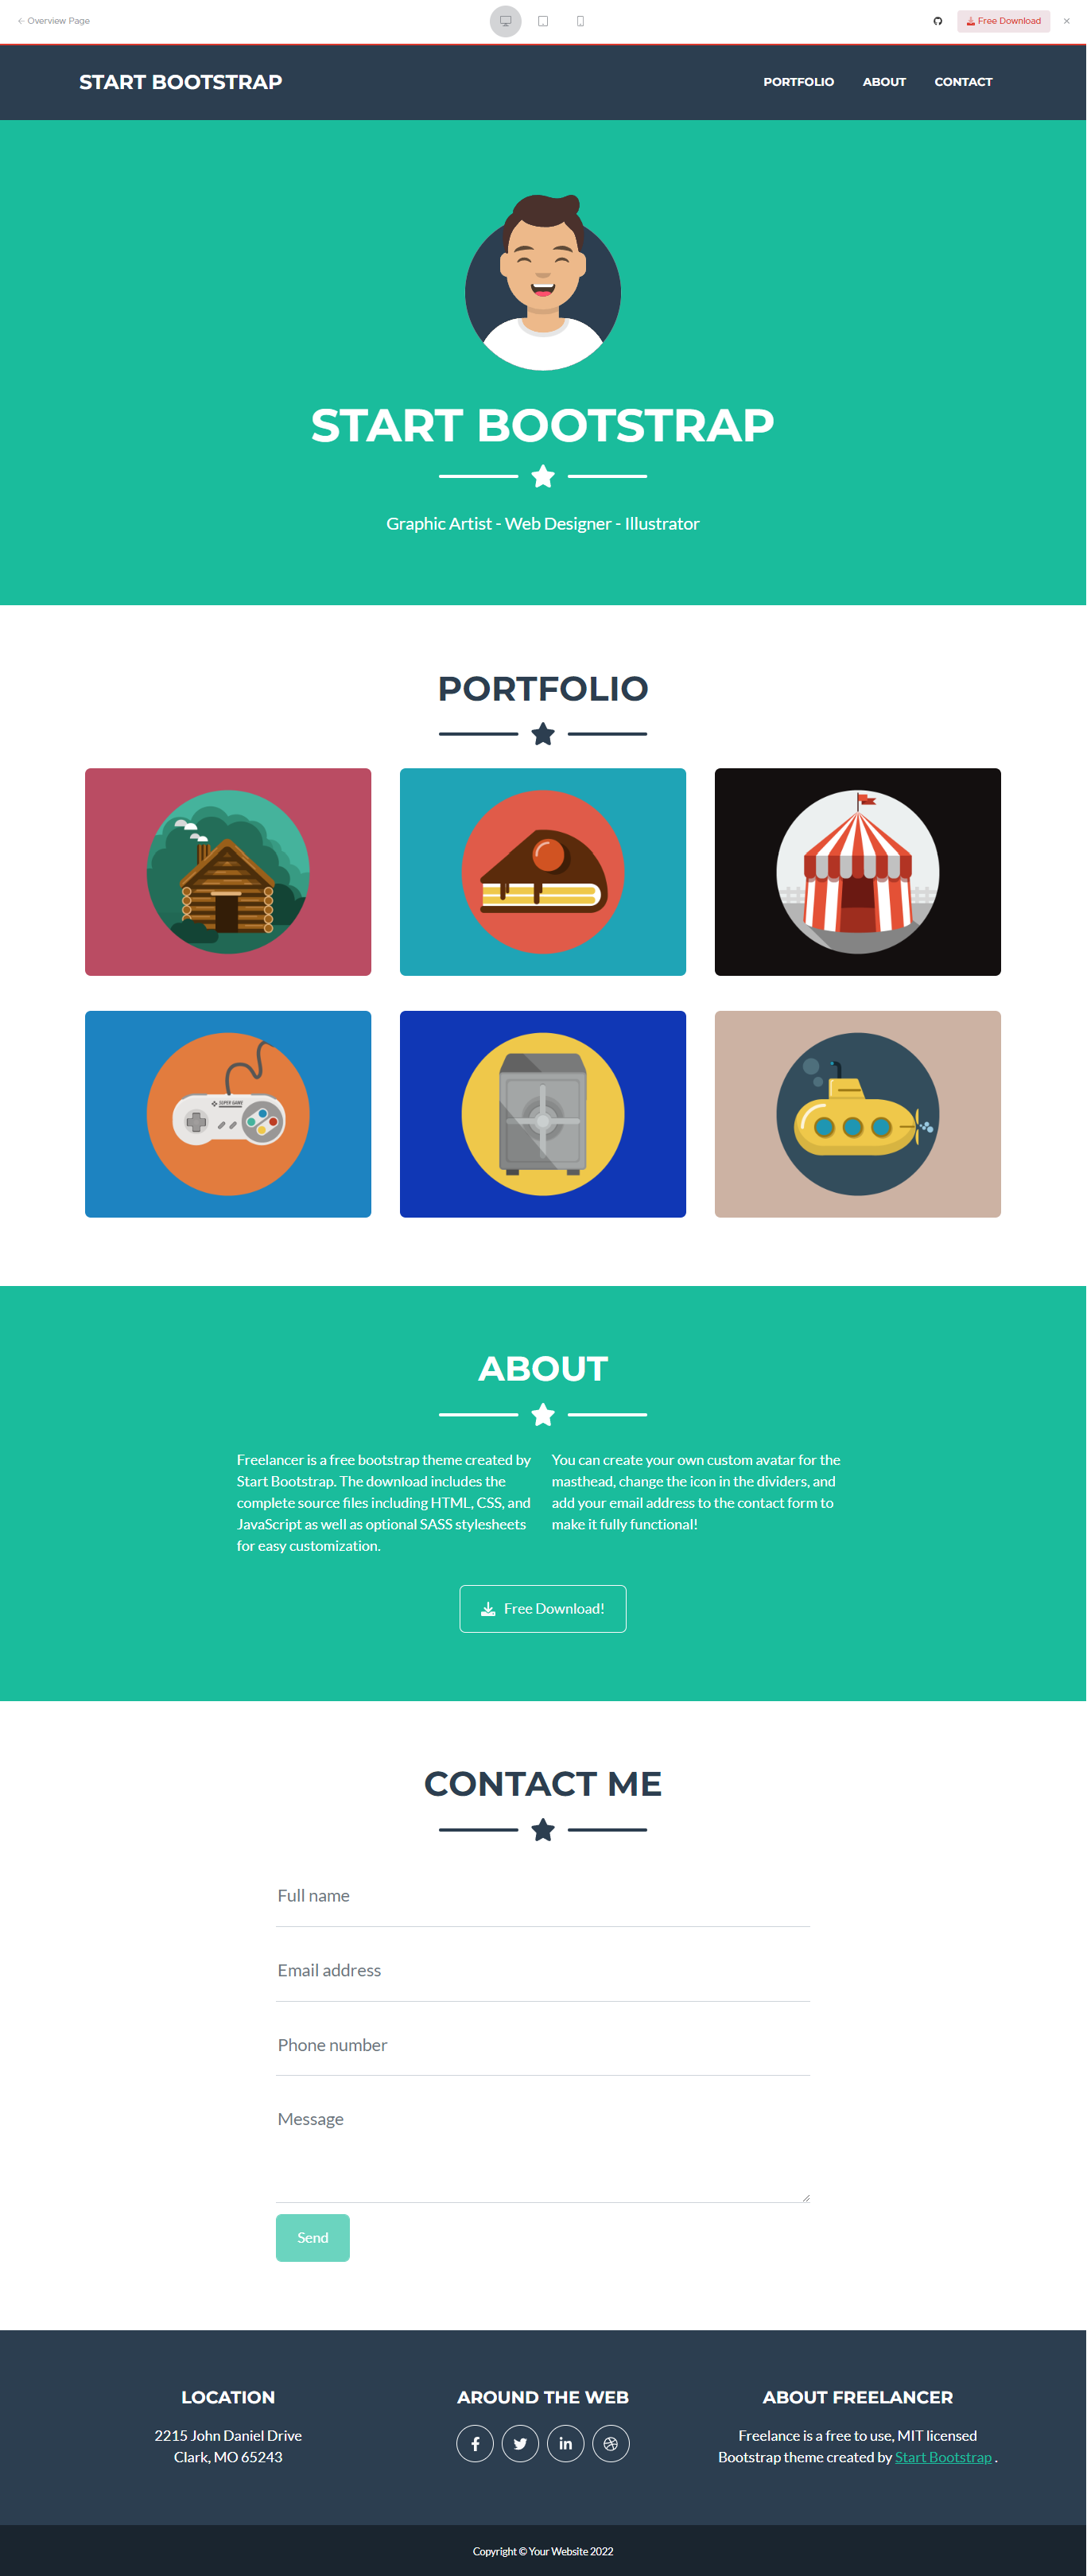 Overview Page
Free Download
START BOOTSTRAP
PORTFOLIO
ABOUT
CONTACT
START BOOTSTRAP
Graphic Artist - Web Designer - Illustrator
PORTFOLIO
SUPER GAME
ABOUT
Freelancer is a free bootstrap theme created by
Start Bootstrap. The download includes the
complete source files including HTML, CSS, and
JavaScript as well as optional SASS stylesheets
for easy customization.
You can create your own custom avatar for the
masthead, change the icon in the dividers, and
add your email address to the contact form to
make it fully functional!
Free Download!
CONTACT ME
Full name
Email address
Phone number
Message
Send
LOCATION
2215 John Daniel Drive
Clark, MO 65243
AROUND THE WEB
ABOUT FREELANCER
Freelance is a free to use, MIT licensed
Bootstrap theme created by Start Bootstrap .
Copyright © Your Website 2022